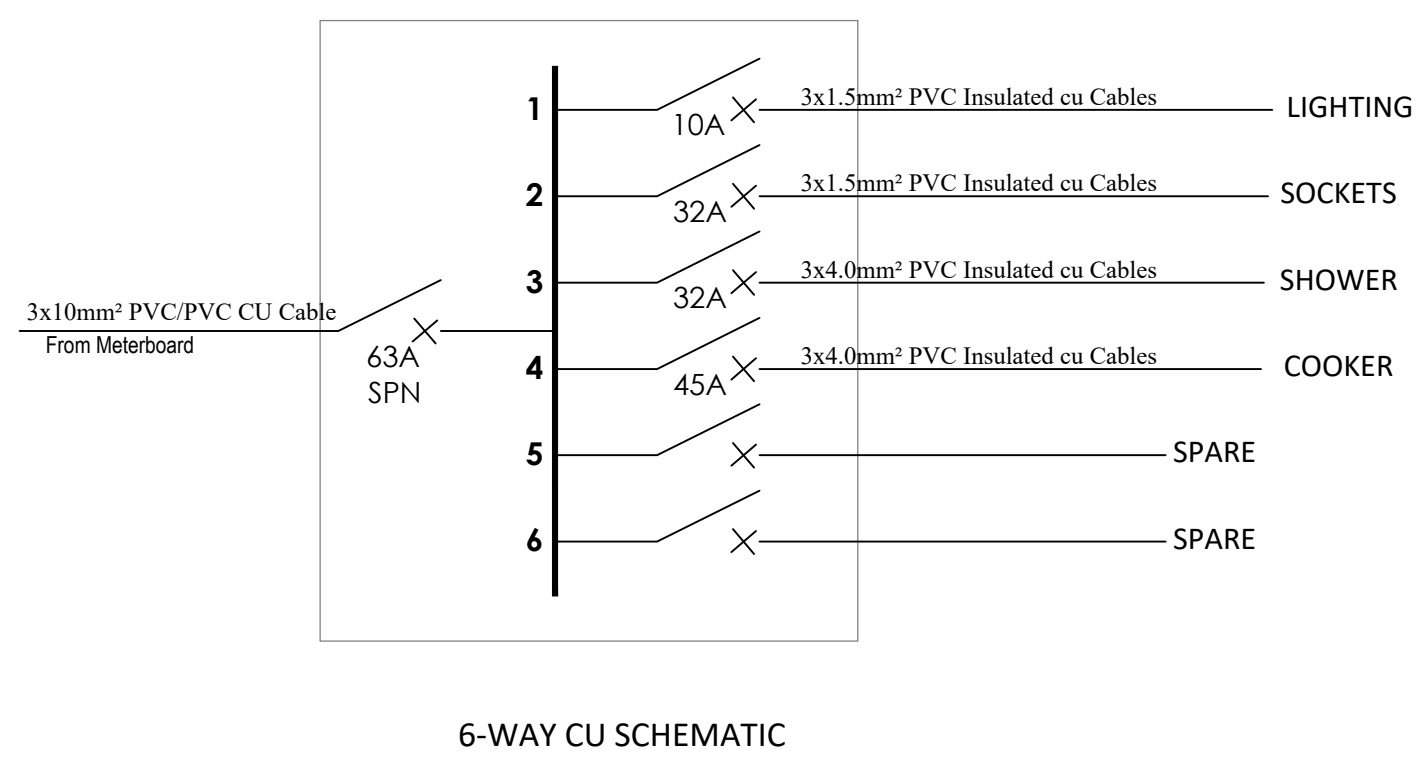 1
10A
3x1.5mm² PVC Insulated cu Cables
LIGHTING
2
32A
3x1.5mm² PVC Insulated cu Cables
SOCKETS
3
32A
3x4.0mm² PVC Insulated cu Cables
SHOWER
3x10mm² PVC/PVC CU Cable
From Meterboard
63A
SPN
4
45A
3x4.0mm² PVC Insulated cu Cables
COOKER
5
SPARE
6
SPARE
6-WAY CU SCHEMATIC